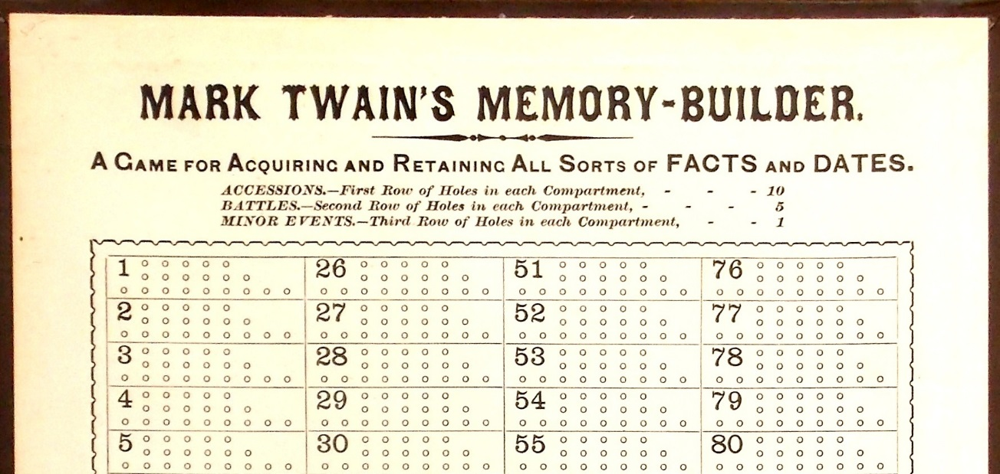 MARK TWAIN'S MEMORY-BUILDER.
A GAME FOR ACQUIRING AND RETAINING ALL SORTS OF FACTS AND DATES.
ACCESSIONS.—First Row of Holes in each Compartment, - - - 10
BATTLES.—Second Row of Holes in each Compartment, - - - 5
MINOR EVENTS.—Third Row of Holes in each Compartment, - - 1
1 26 51 76
2 27 52 77
3 28 53 78
4 29 54 79
5 30 55 80